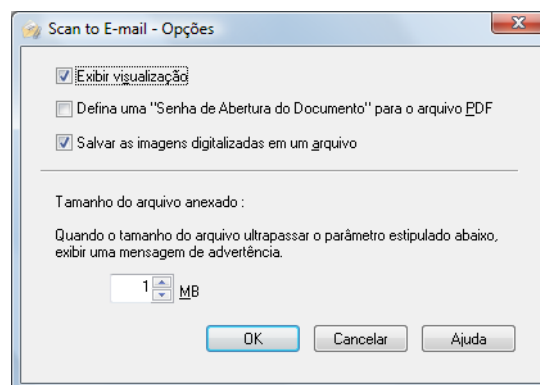 Scan to E-mail - Opções
Exibir visualização
Defina uma "Senha de Abertura do Documento" para o arquivo PDF
Salvar as imagens digitalizadas em um arquivo
Tamanho do arquivo anexado :
Quando o tamanho do arquivo ultrapassar o parâmetro estipulado abaixo,
exibir uma mensagem de advertência.
1 MB
OK Cancelar Ajuda